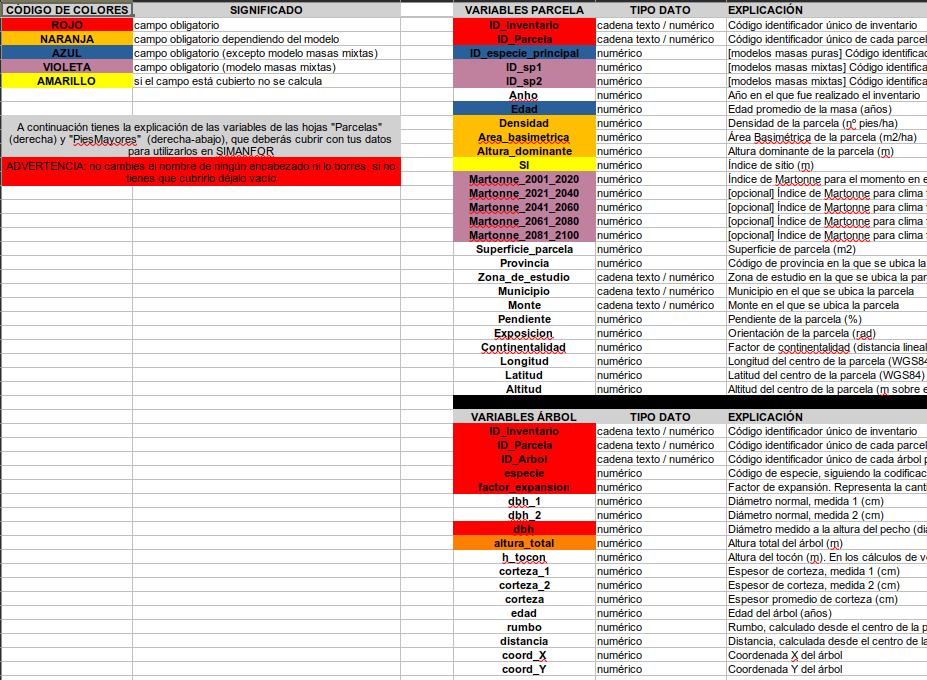 CÓDIGO DE COLORES SIGNIFICADO
ROJO campo obligatorio
NARANJA campo obligatorio dependiendo del modelo
AZUL campo obligatorio (excepto modelo masas mixtas)
VIOLETA campo obligatorio (modelo masas mixtas)
AMARILLO si el campo está cubierto no se calcula
A continuación tienes la explicación de las variables de las hojas "Parcelas"
(derecha) y "PiesMayores" (derecha-abajo), que deberás cubrir con tus datos
para utilizarlos en SIMANFOR
ADVERTENCIA: no cambies el nombre de ningún encabezado ni lo borres, si no
tienes que cubrirlo déjalo vacío
VARIABLES PARCELA TIPO DATO EXPLICACIÓN
ID_Inventario cadena texto / numérico Código identificador único de inventario
ID_Parcela cadena texto / numérico Código identificador único de cada parcel
ID_especie_principal numérico [modelos masas puras] Código identificad
ID_sp1 numérico [modelos masas mixtas] Código identifica
ID_sp2 numérico [modelos masas mixtas] Código identifica
Anho numérico Año en el que fue realizado el inventario
Edad numérico Edad promedio de la masa (años)
Densidad numérico Densidad de la parcela (nº pies/ha)
Area_basimetrica numérico Área Basimétrica de la parcela (m2/ha)
Altura_dominante numérico Altura dominante de la parcela (m)
SI numérico Índice de sitio (m)
Martonne_2001_2020 numérico Índice de Martonne para el momento en e
Martonne_2021_2040 numérico [opcional] Índice de Martonne para clima
Martonne_2041_2060 numérico [opcional] Índice de Martonne para clima
Martonne_2061_2080 numérico [opcional] Índice de Martonne para clima
Martonne_2081_2100 numérico [opcional] Índice de Martonne para clima
Superficie_parcela numérico Superficie de parcela (m2)
Provincia numérico Código de provincia en la que se ubica la
Zona_de_estudio cadena texto / numérico Zona de estudio en la que se ubica la par
Municipio cadena texto / numérico Municipio en el que se ubica la parcela
Monte cadena texto / numérico Monte en el que se ubica la parcela
Pendiente numérico Pendiente de la parcela (%)
Exposicion numérico Orientación de la parcela (rad)
Continentalidad numérico Factor de continentalidad (distancia lineal
Longitud numérico Longitud del centro de la parcela (WGS84
Latitud numérico Latitud del centro de la parcela (WGS84)
Altitud numérico Altitud del centro de la parcela (m sobre e
VARIABLES ÁRBOL TIPO DATO EXPLICACIÓN
ID_Inventario cadena texto / numérico Código identificador único de inventario
ID_Parcela cadena texto / numérico Código identificador único de cada parcel
ID_Arbol cadena texto / numérico Código identificador único de cada árbol p
especie numérico Código de especie, siguiendo la codificac
factor_expansion numérico Factor de expansión. Representa la cant
dbh_1 numérico Diámetro normal, medida 1 (cm)
dbh_2 numérico Diámetro normal, medida 2 (cm)
dbh numérico Diámetro medido a la altura del pecho (dia
altura_total numérico Altura total del árbol (m)
h_tocon numérico Altura del tocón (m). En los cálculos de v
corteza_1 numérico Espesor de corteza, medida 1 (cm)
corteza_2 numérico Espesor de corteza, medida 2 (cm)
corteza numérico Espesor promedio de corteza (cm)
edad numérico Edad del árbol (años)
rumbo numérico Rumbo, calculado desde el centro de la p
distancia numérico Distancia, calculada desde el centro de la
coord_X numérico Coordenada X del árbol
coord_Y numérico Coordenada Y del árbol